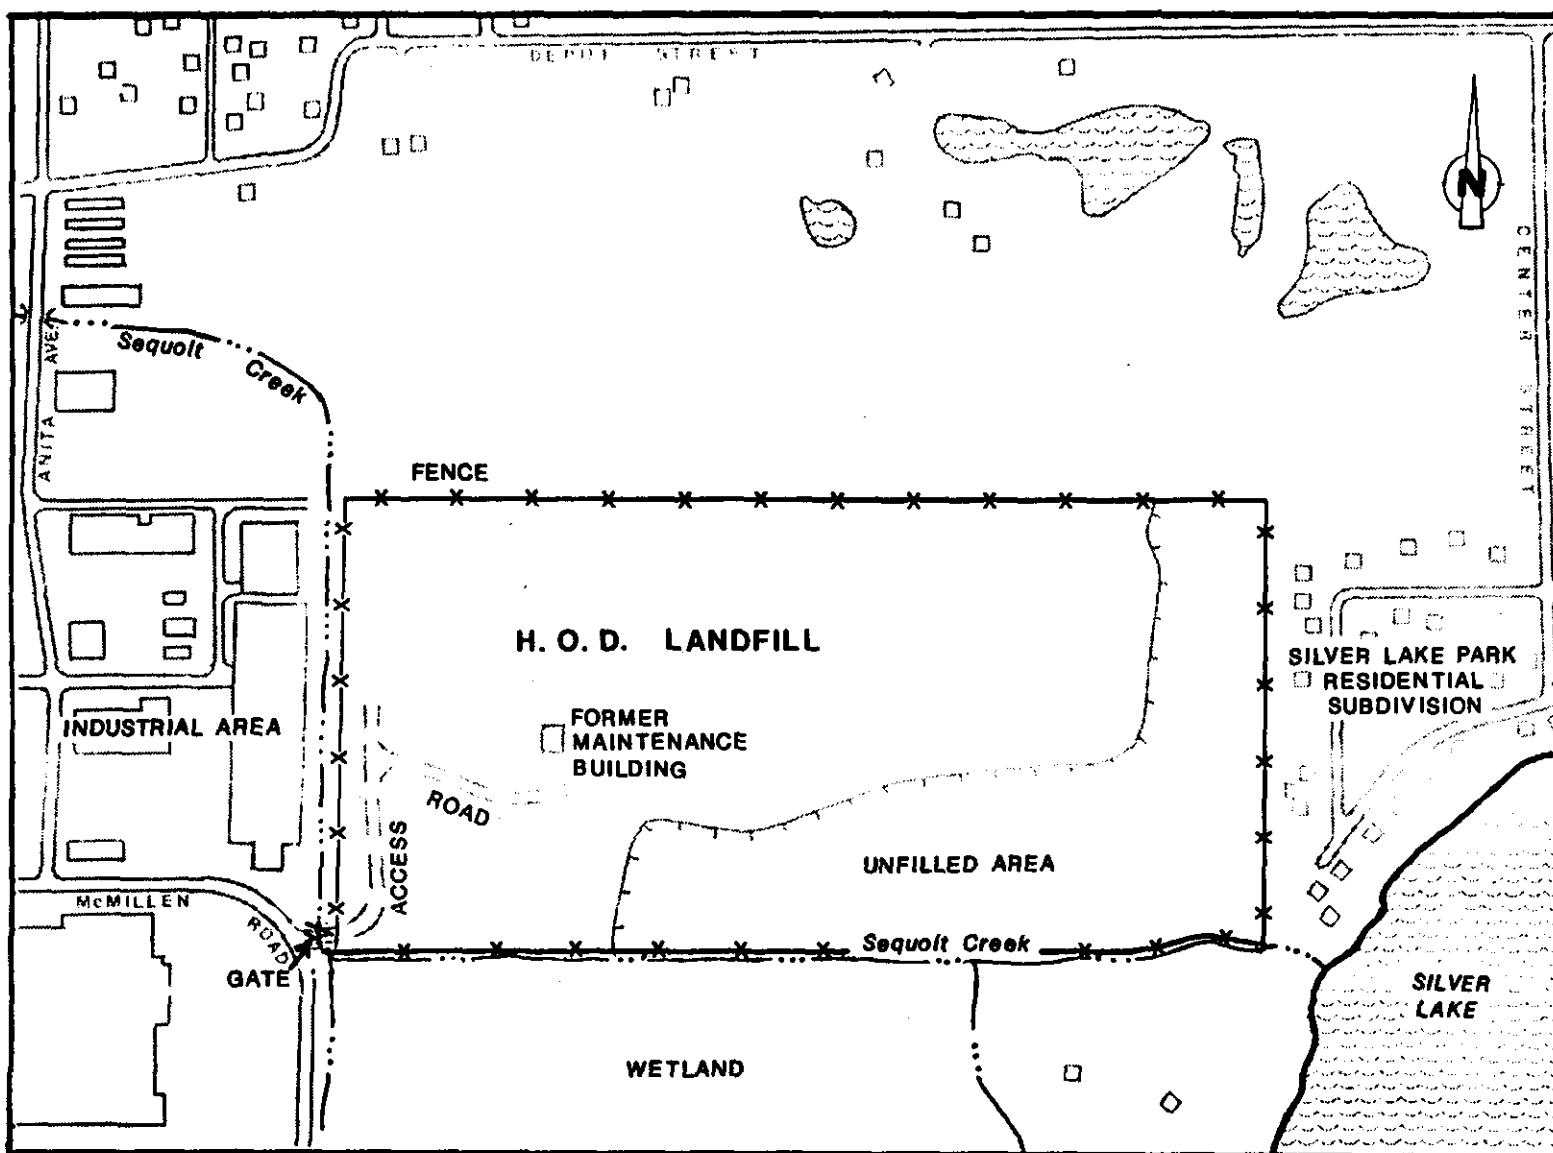 DEPOT STREET
N
CENTER STREET
Sequoit
Creek
ANITA AVE.
FENCE
H. O. D. LANDFILL
SILVER LAKE PARK
RESIDENTIAL
SUBDIVISION
INDUSTRIAL AREA
FORMER
MAINTENANCE
BUILDING
ROAD
ACCESS
UNFILLED AREA
McMILLEN
ROAD
GATE
Sequoit Creek
SILVER
LAKE
WETLAND